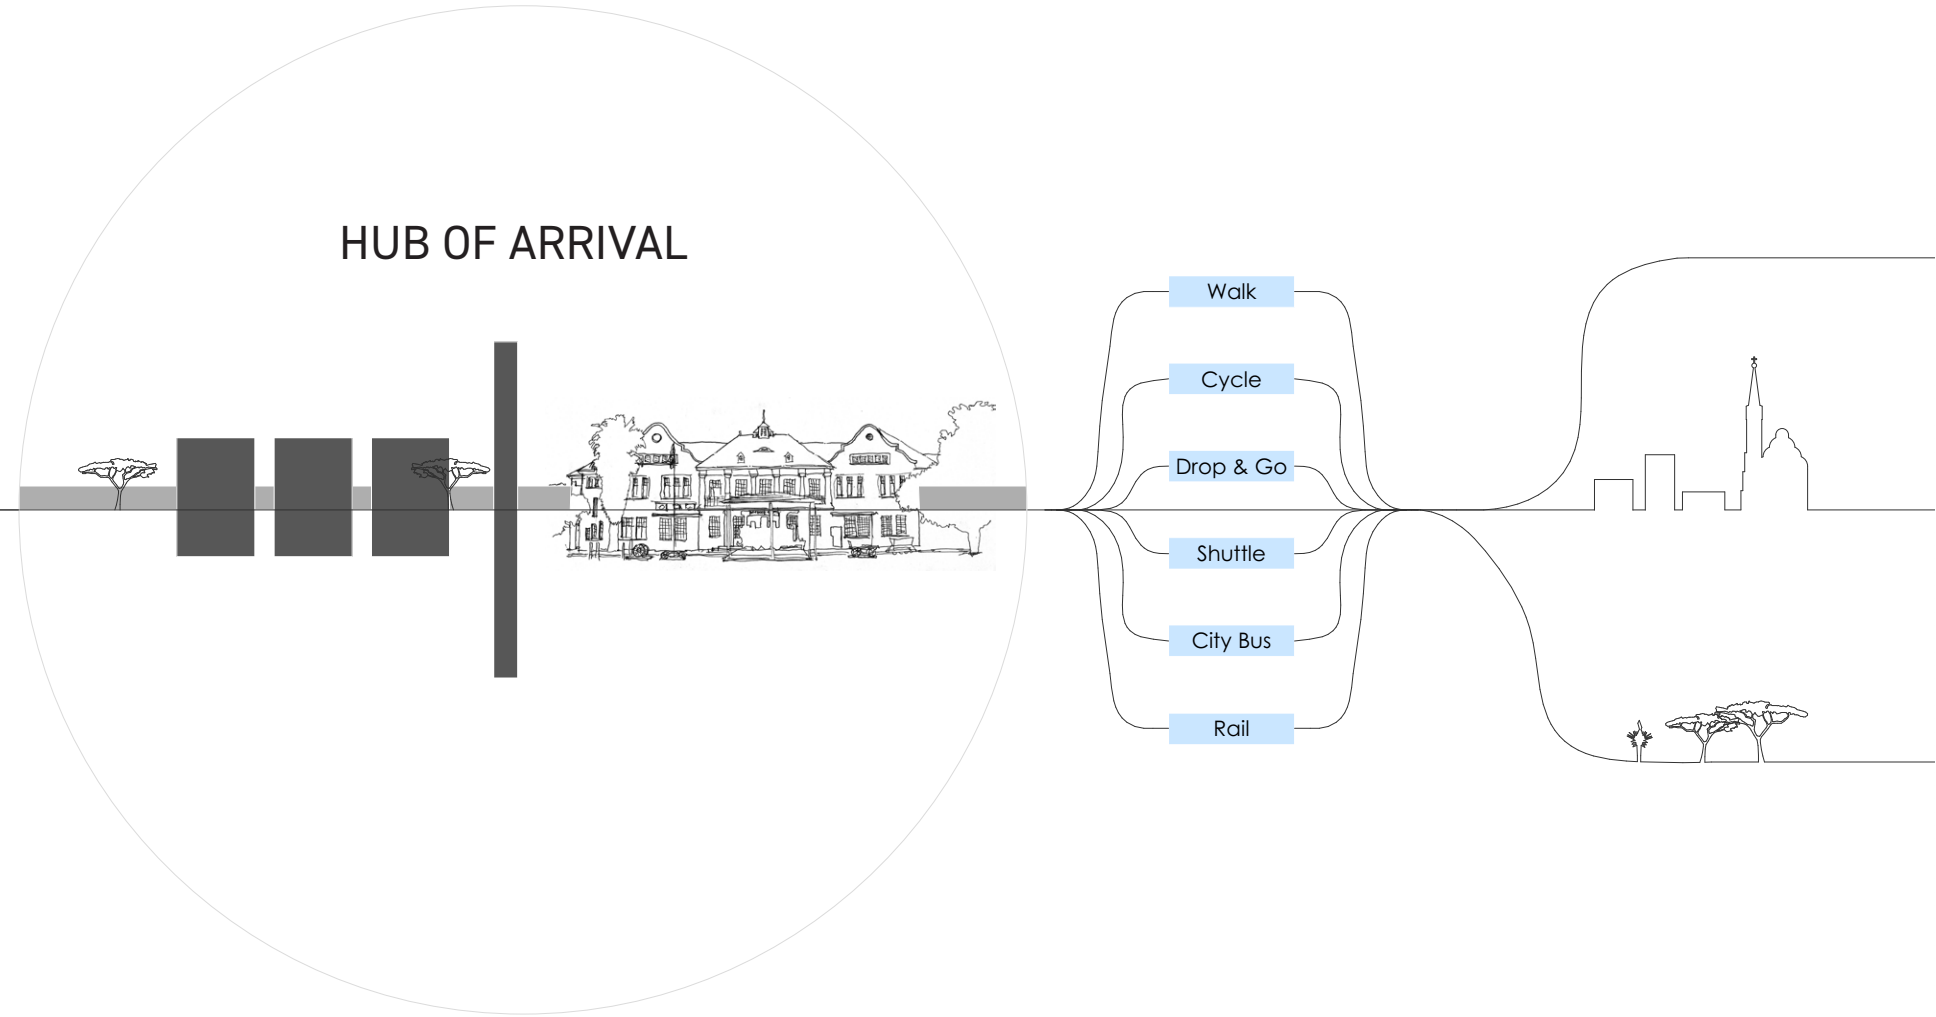 HUB OF ARRIVAL
Walk
Cycle
Drop & Go
Shuttle
City Bus
Rail